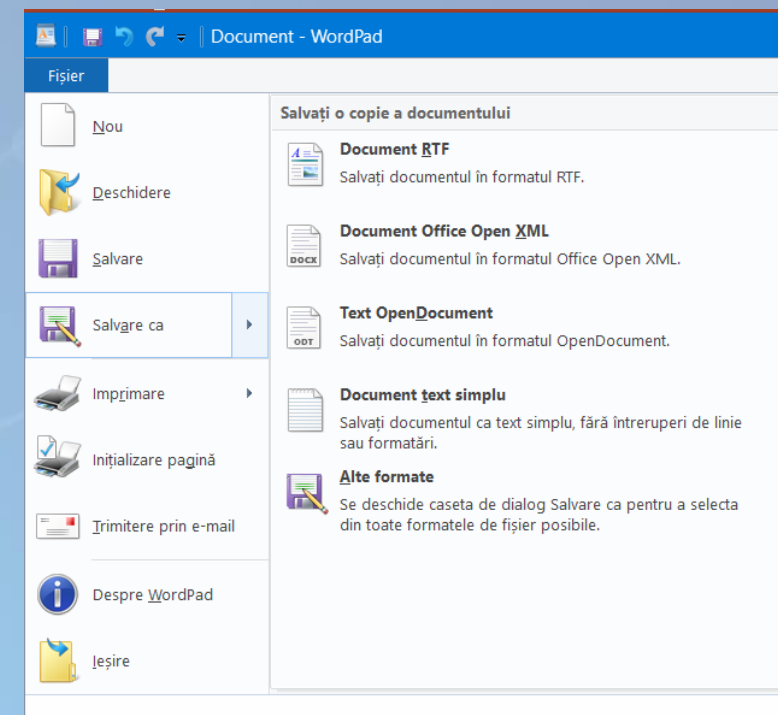 Document - WordPad
Fișier
Nou
Deschidere
Salvare
Salvare ca
Imprimare
Inițializare pagină
Trimitere prin e-mail
Despre WordPad
Ieșire
Salvați o copie a documentului
Document RTF
Salvați documentul în formatul RTF.
DOCX
Document Office Open XML
Salvați documentul în formatul Office Open XML.
ODT
Text OpenDocument
Salvați documentul în formatul OpenDocument.
Document text simplu
Salvați documentul ca text simplu, fără întreruperi de linie
sau formatări.
Alte formate
Se deschide caseta de dialog Salvare ca pentru a selecta
din toate formatele de fișier posibile.